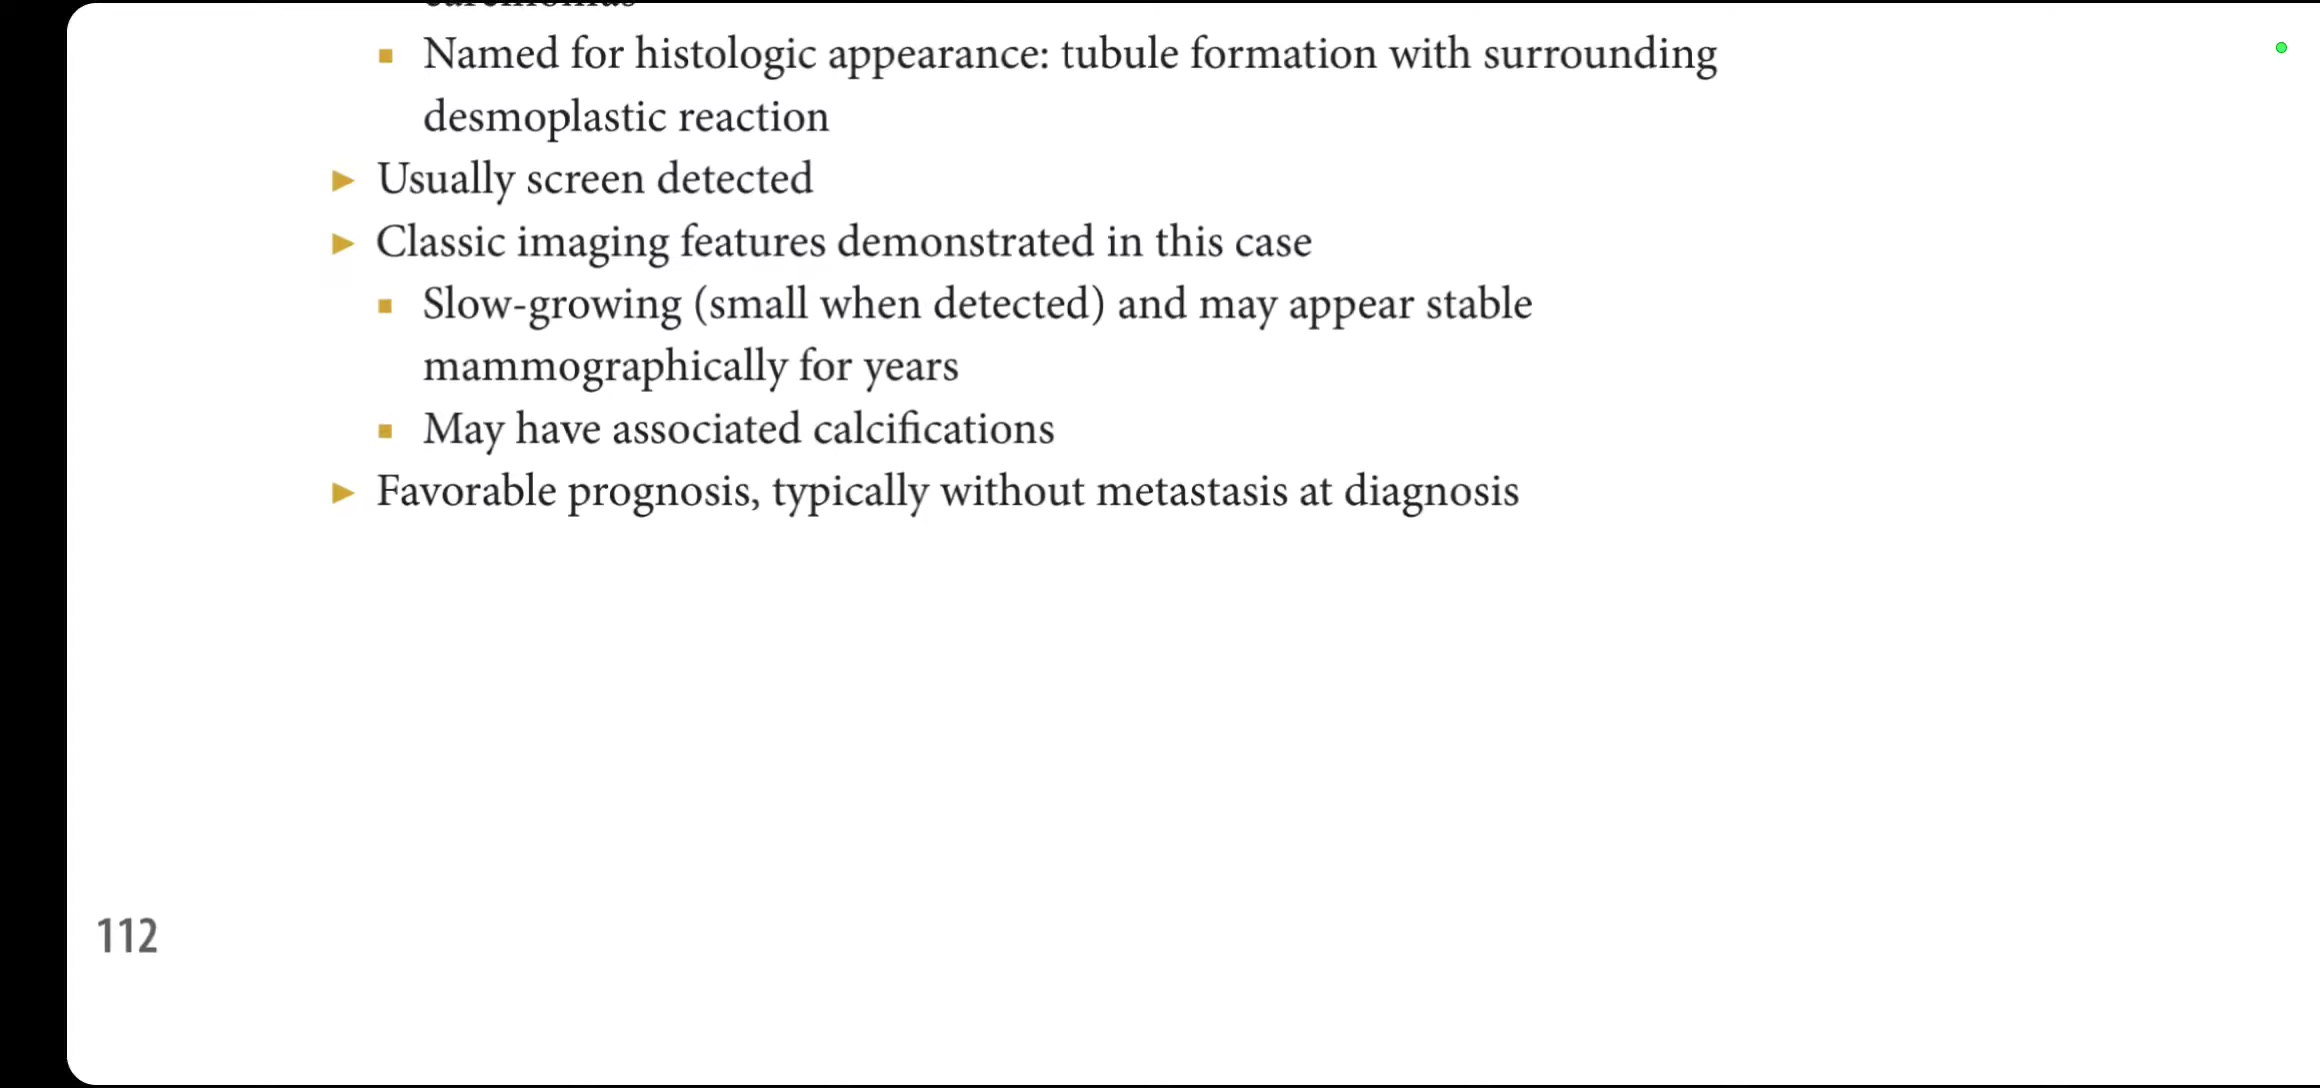 ▪ Named for histologic appearance: tubule formation with surrounding
desmoplastic reaction
► Usually screen detected
► Classic imaging features demonstrated in this case
▪ Slow-growing (small when detected) and may appear stable
mammographically for years
▪ May have associated calcifications
► Favorable prognosis, typically without metastasis at diagnosis
112